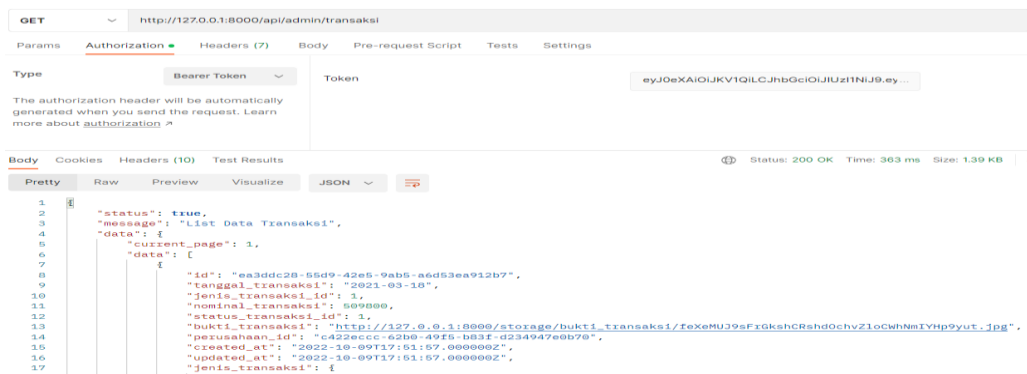 GET http://127.0.0.1:8000/api/admin/transaksi
Params Authorization Headers (7) Body Pre-request Script Tests Settings
Type Bearer Token
The authorization header will be automatically
generated when you send the request. Learn
more about authorization ↗
Token eyJ0eXAiOiJKV1QiLCJhbGciOiJIUzI1NiJ9.ey...
Body Cookies Headers (10) Test Results Status: 200 OK Time: 363 ms Size: 1.39 KB
Pretty Raw Preview Visualize JSON
1 {
2 "status": true,
3 "message": "List Data Transaksi",
4 "data": {
5 "current_page": 1,
6 "data": [
7 {
8 "id": "ea3ddc28-55d9-42e5-9ab5-a6d53ea912b7",
9 "tanggal_transaksi": "2021-03-18",
10 "jenis_transaksi_id": 1,
11 "nominal_transaksi": 509800,
12 "status_transaksi_id": 1,
13 "bukti_transaksi": "http://127.0.0.1:8000/storage/bukti_transaksi/feXeMUJ9sFrGkshCRshdOchvZloCWhNmIYHp9yut.jpg",
14 "perusahaan_id": "c422eccc-62b0-49f5-b83f-d234947e0b70",
15 "created_at": "2022-10-09T17:51:57.000000Z",
16 "updated_at": "2022-10-09T17:51:57.000000Z",
17 "jenis_transaksi": {